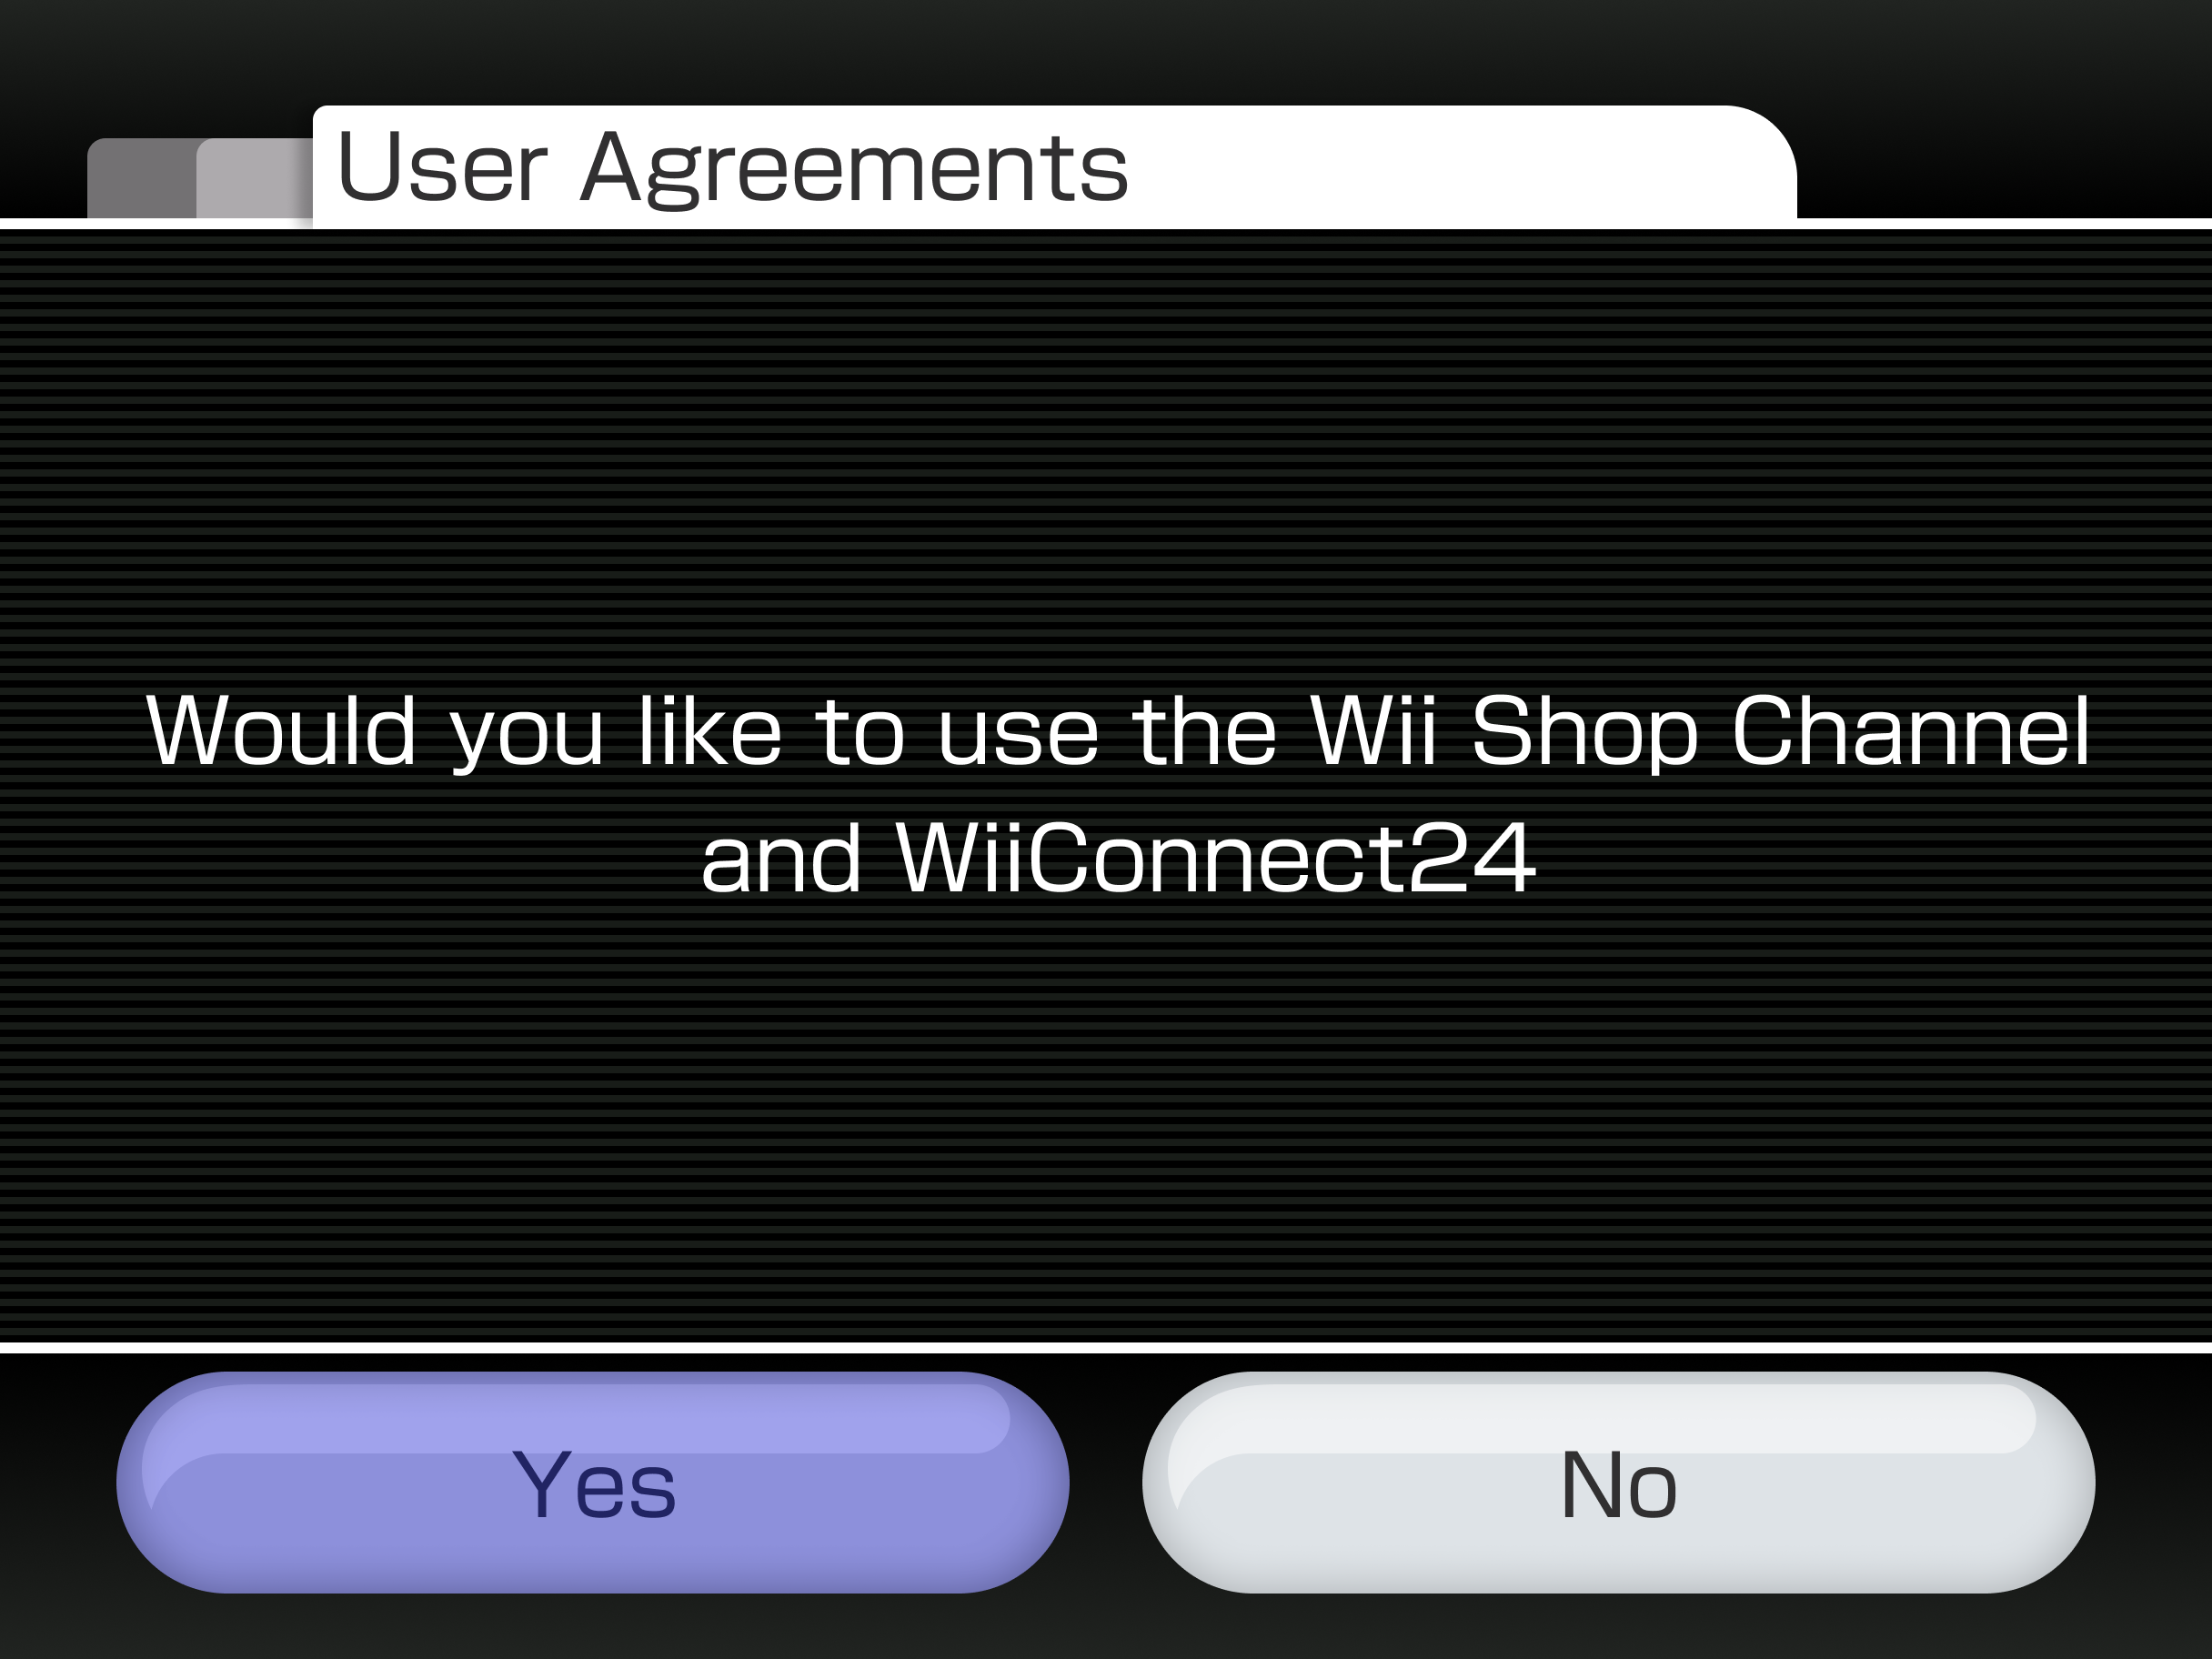 User Agreements
Would you like to use the Wii Shop Channel
and WiiConnect24
Yes
No